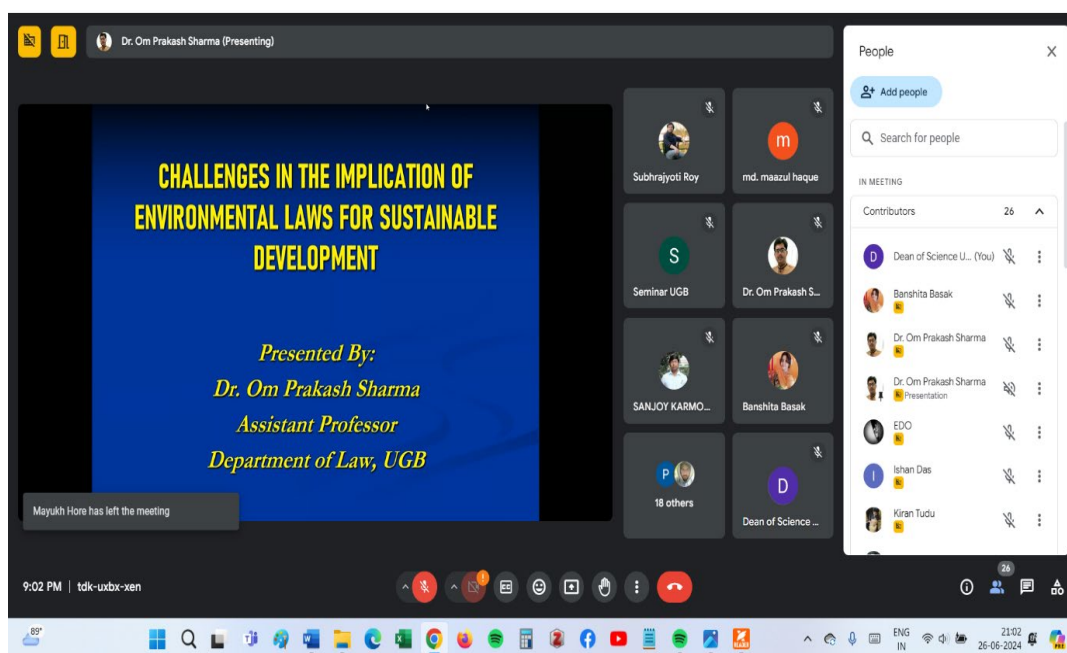 Dr. Om Prakash Sharma (Presenting)
CHALLENGES IN THE IMPLICATION OF
ENVIRONMENTAL LAWS FOR SUSTAINABLE
DEVELOPMENT
Presented By:
Dr. Om Prakash Sharma
Assistant Professor
Department of Law, UGB
Mayukh Hore has left the meeting
Subhrajyoti Roy
m
md. maazul haque
S
Seminar UGB
Dr. Om Prakash S...
SANJOY KARMO...
Banshita Basak
P
18 others
D
Dean of Science ...
People
Add people
Search for people
IN MEETING
Contributors 26
D Dean of Science U... (You)
Banshita Basak
Dr. Om Prakash Sharma
Dr. Om Prakash Sharma
Presentation
EDO
I Ishan Das
Kiran Tudu
9:02 PM | tdk-uxbx-xen
26
89°
ENG
IN
21:02
26-06-2024
PRE